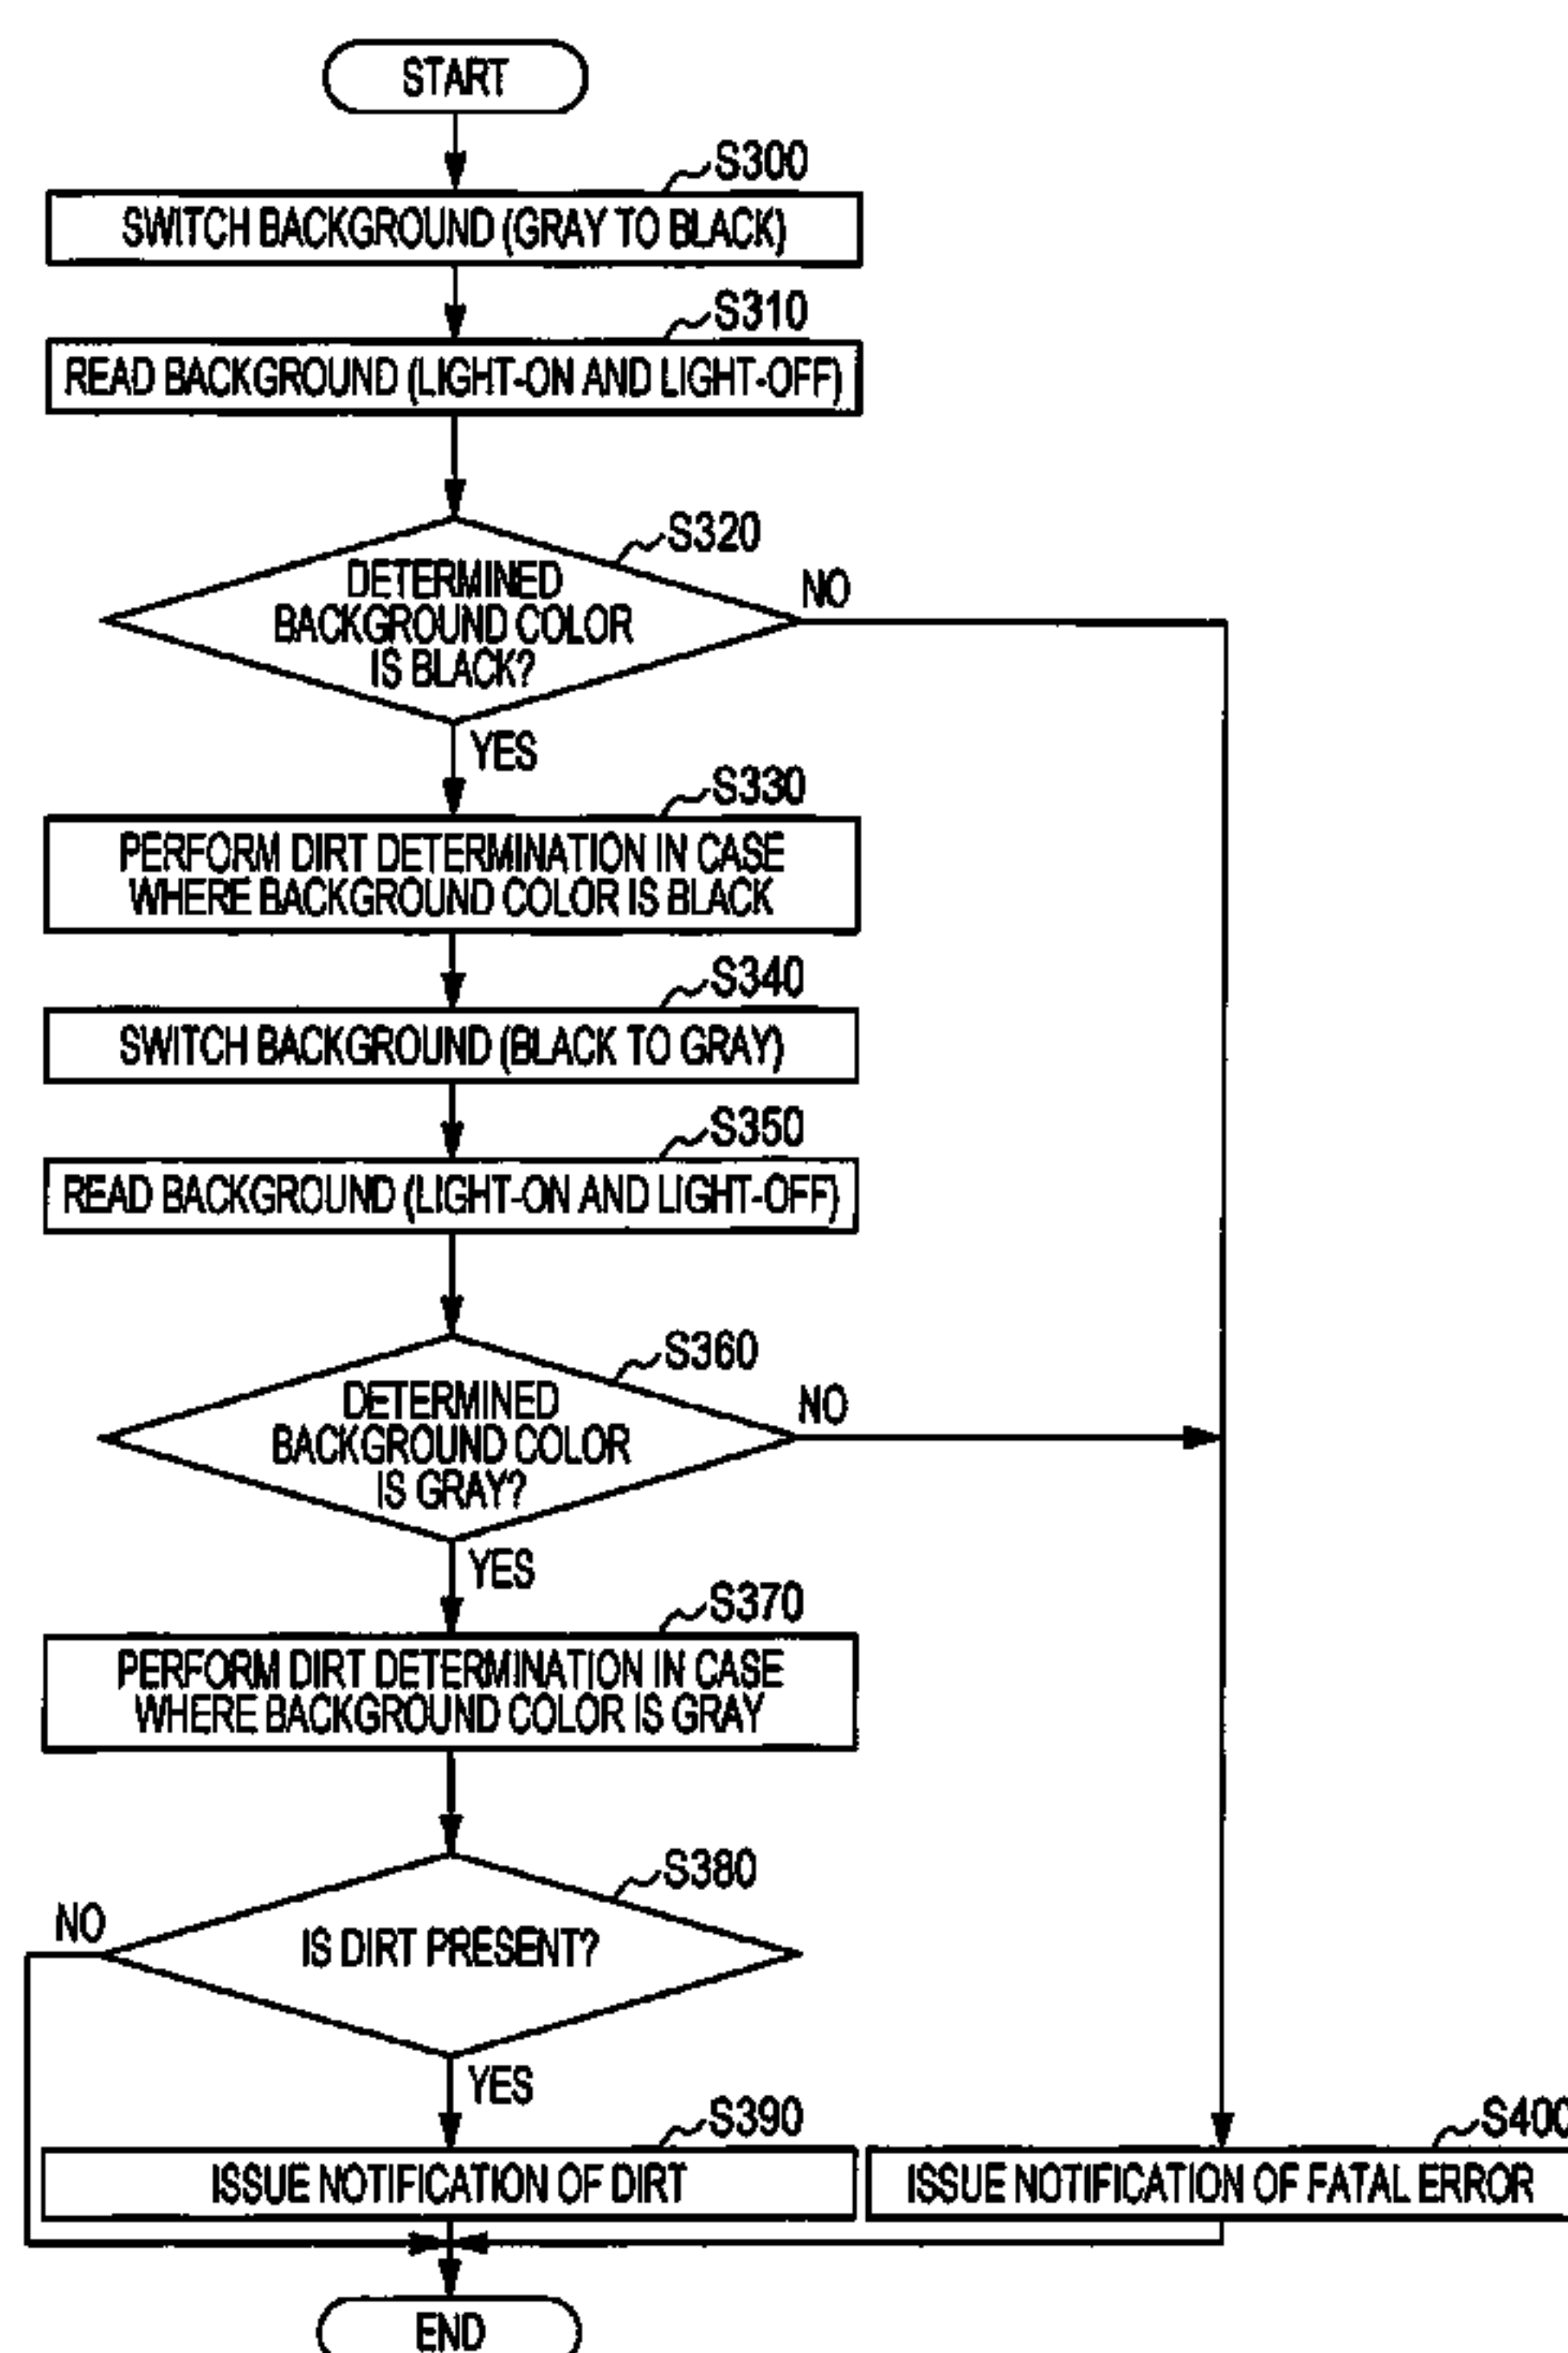 START
S300
SWITCH BACKGROUND (GRAY TO BLACK)
S310
READ BACKGROUND (LIGHT-ON AND LIGHT-OFF)
S320
DETERMINED
BACKGROUND COLOR
IS BLACK?
NO
YES
S330
PERFORM DIRT DETERMINATION IN CASE
WHERE BACKGROUND COLOR IS BLACK
S340
SWITCH BACKGROUND (BLACK TO GRAY)
S350
READ BACKGROUND (LIGHT-ON AND LIGHT-OFF)
S360
DETERMINED
BACKGROUND COLOR
IS GRAY?
NO
YES
S370
PERFORM DIRT DETERMINATION IN CASE
WHERE BACKGROUND COLOR IS GRAY
S380
NO
IS DIRT PRESENT?
YES
S390
ISSUE NOTIFICATION OF DIRT
S400
ISSUE NOTIFICATION OF FATAL ERROR
END